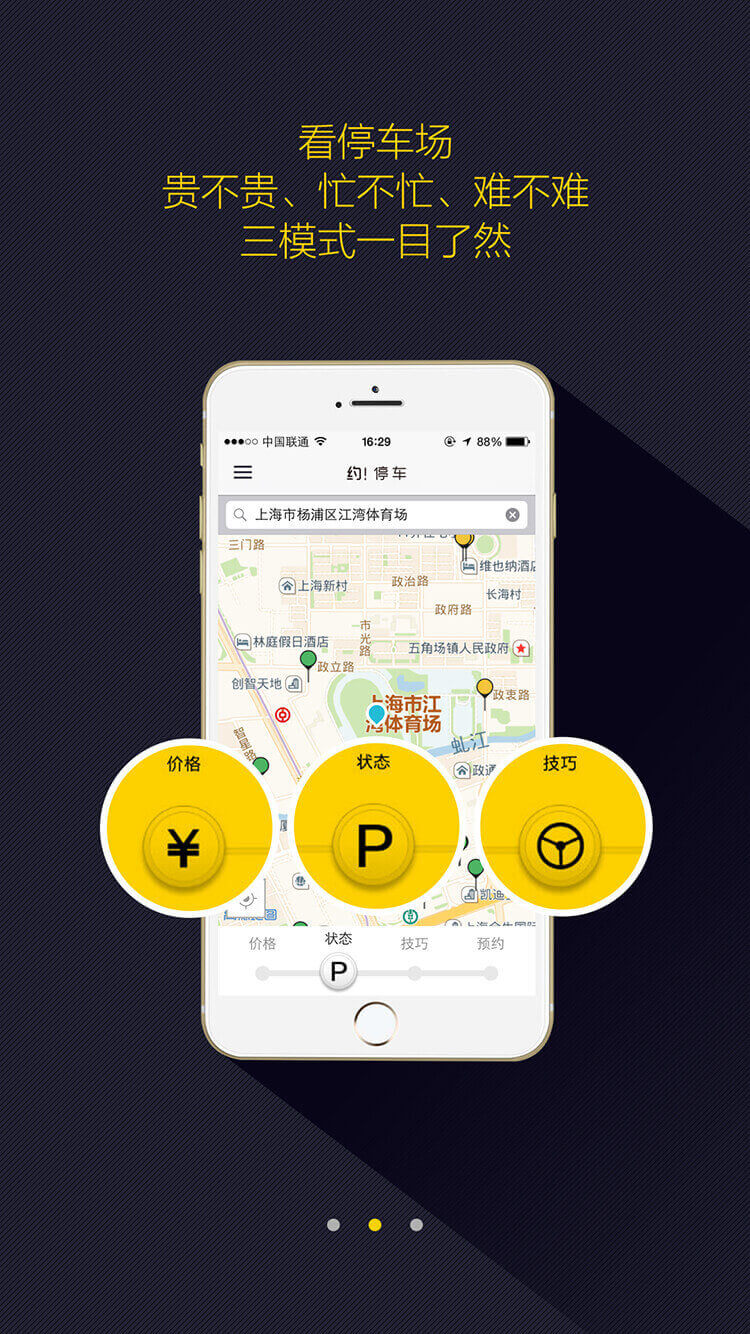 看停车场
贵不贵、忙不忙、难不难
三模式一目了然
中国联通
16:29
88%
约! 停车
上海市杨浦区江湾体育场
三门路
维也纳酒店
上海新村
政治路
长海村
政府路
市光路
林庭假日酒店
五角场镇人民政府
政立路
创智天地
政衷路
上海市江
湾体育场
智星路
虬江
政通
价格
状态
技巧
¥
P
凯迪
价格
状态
技巧
预约
P